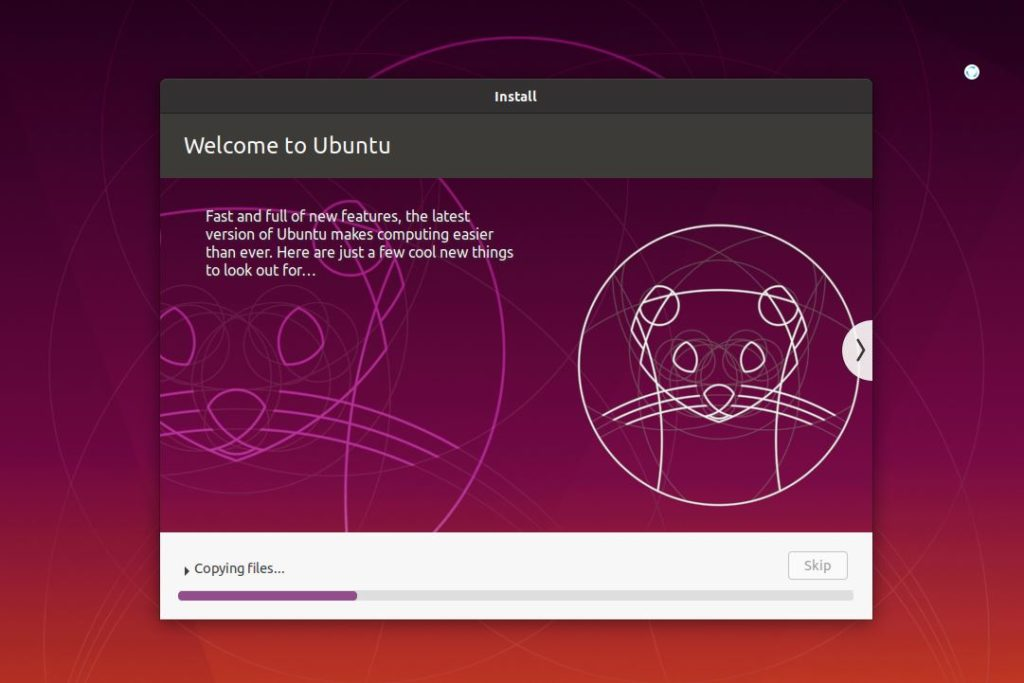 Install
Welcome to Ubuntu
Fast and full of new features, the latest
version of Ubuntu makes computing easier
than ever. Here are just a few cool new things
to look out for...
Copying files...
Skip